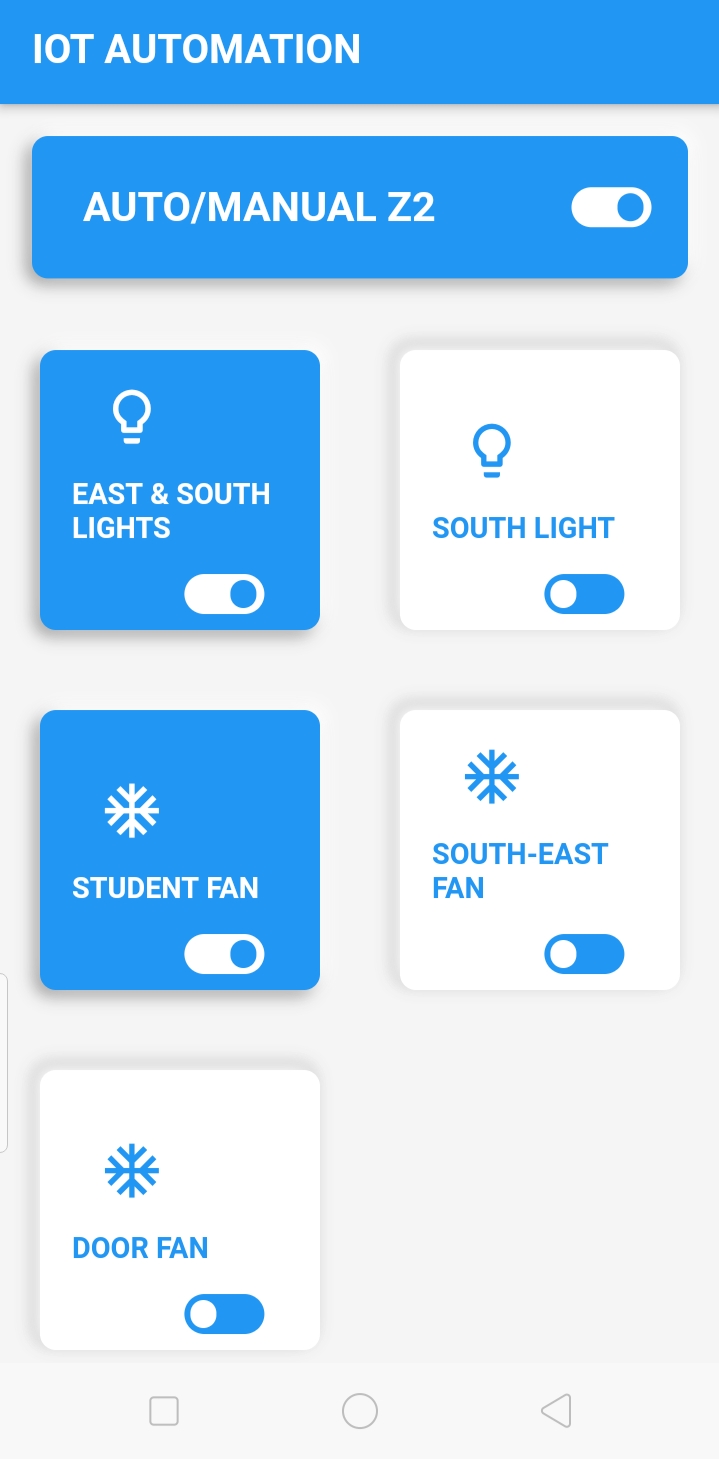 IOT AUTOMATION
AUTO/MANUAL Z2
EAST & SOUTH
LIGHTS
SOUTH LIGHT
STUDENT FAN
SOUTH-EAST
FAN
DOOR FAN